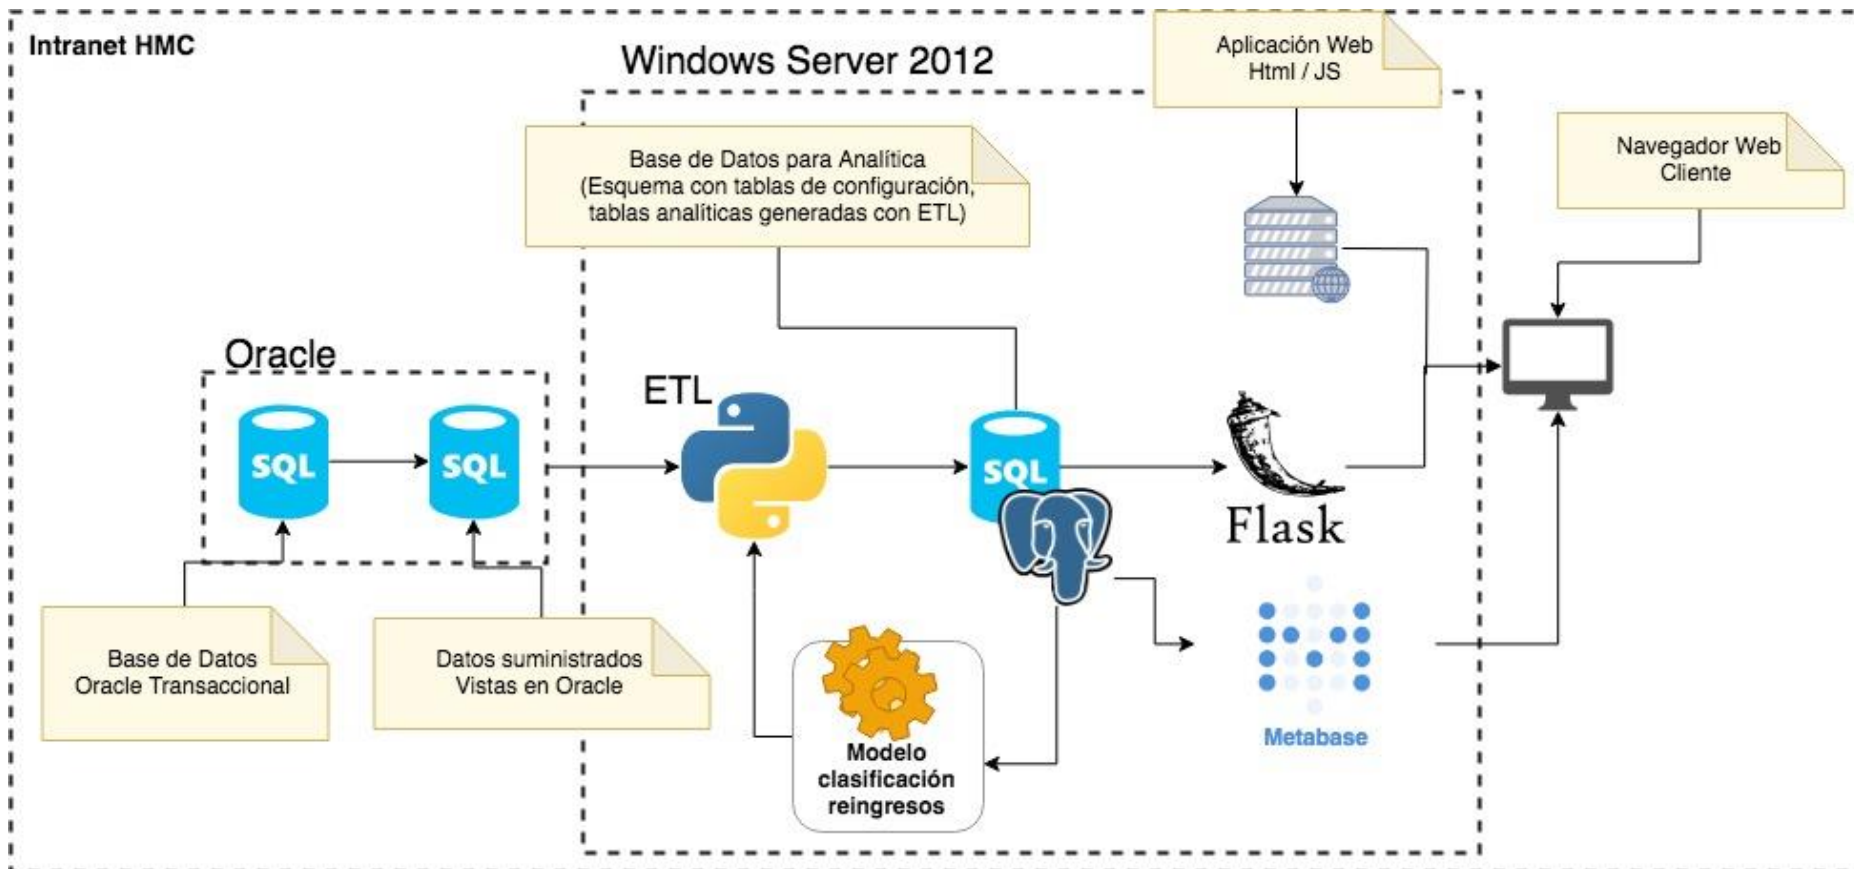 Intranet HMC
Windows Server 2012
Aplicación Web
Html / JS
Base de Datos para Analítica
(Esquema con tablas de configuración,
tablas analíticas generadas con ETL)
Navegador Web
Cliente
Oracle
SQL
SQL
ETL
SQL
Flask
Base de Datos
Oracle Transaccional
Datos suministrados
Vistas en Oracle
Modelo
clasificación
reingresos
Metabase